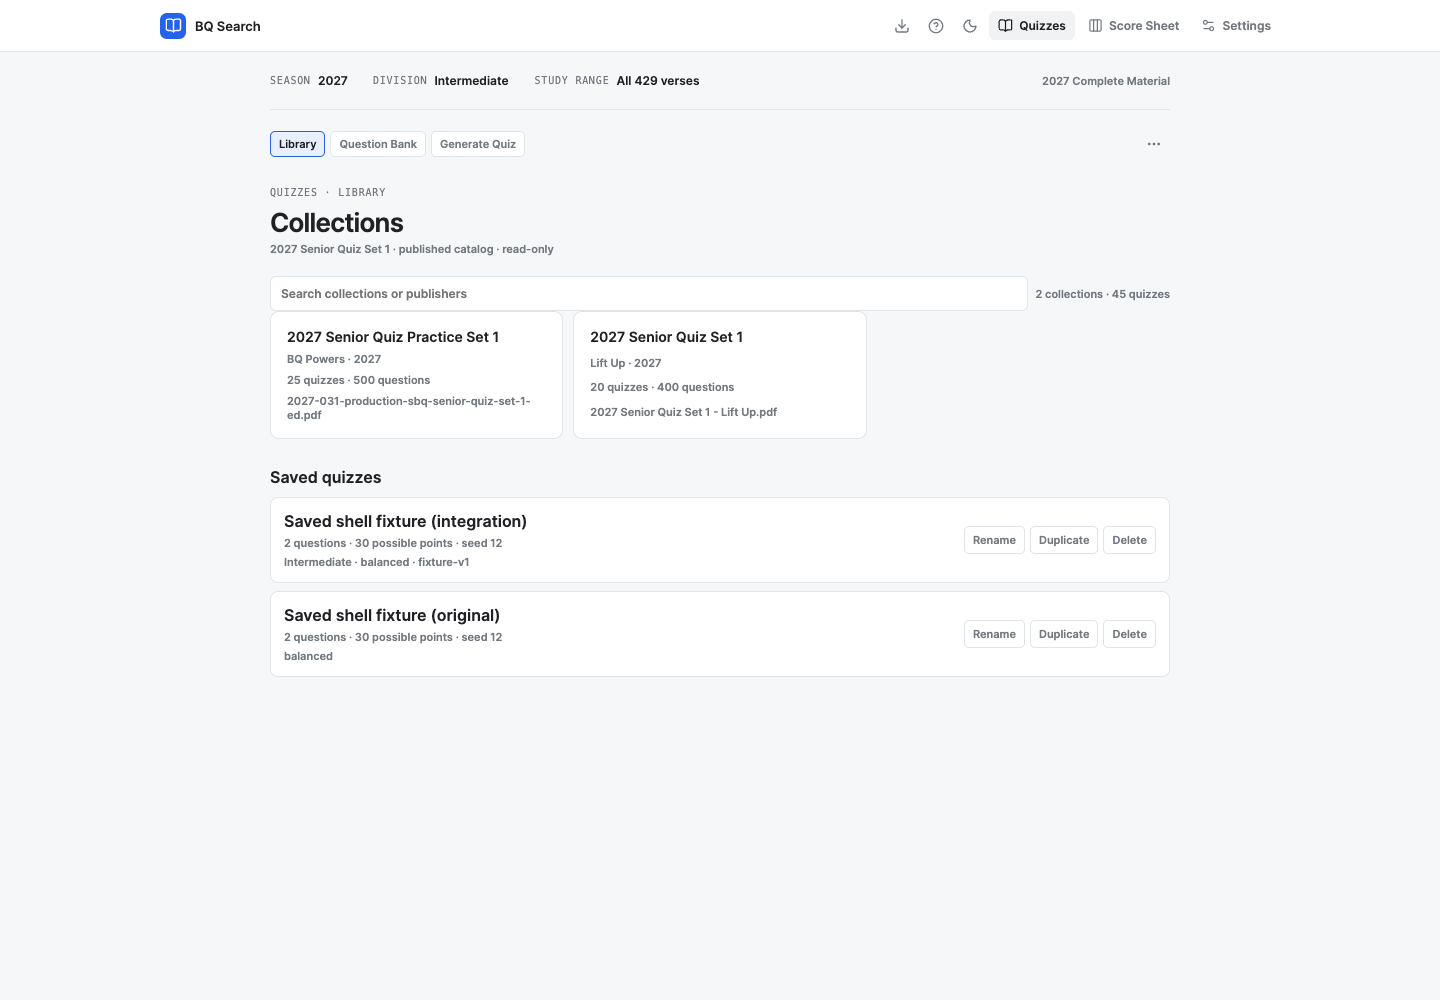 BQ Search
Quizzes
Score Sheet
Settings
SEASON 2027 DIVISION Intermediate STUDY RANGE All 429 verses
2027 Complete Material
Library
Question Bank
Generate Quiz
QUIZZES · LIBRARY
Collections
2027 Senior Quiz Set 1 · published catalog · read-only
Search collections or publishers
2 collections · 45 quizzes
2027 Senior Quiz Practice Set 1
BQ Powers · 2027
25 quizzes · 500 questions
2027-031-production-sbq-senior-quiz-set-1-
ed.pdf
2027 Senior Quiz Set 1
Lift Up · 2027
20 quizzes · 400 questions
2027 Senior Quiz Set 1 - Lift Up.pdf
Saved quizzes
Saved shell fixture (integration)
2 questions · 30 possible points · seed 12
Intermediate · balanced · fixture-v1
Rename
Duplicate
Delete
Saved shell fixture (original)
2 questions · 30 possible points · seed 12
balanced
Rename
Duplicate
Delete